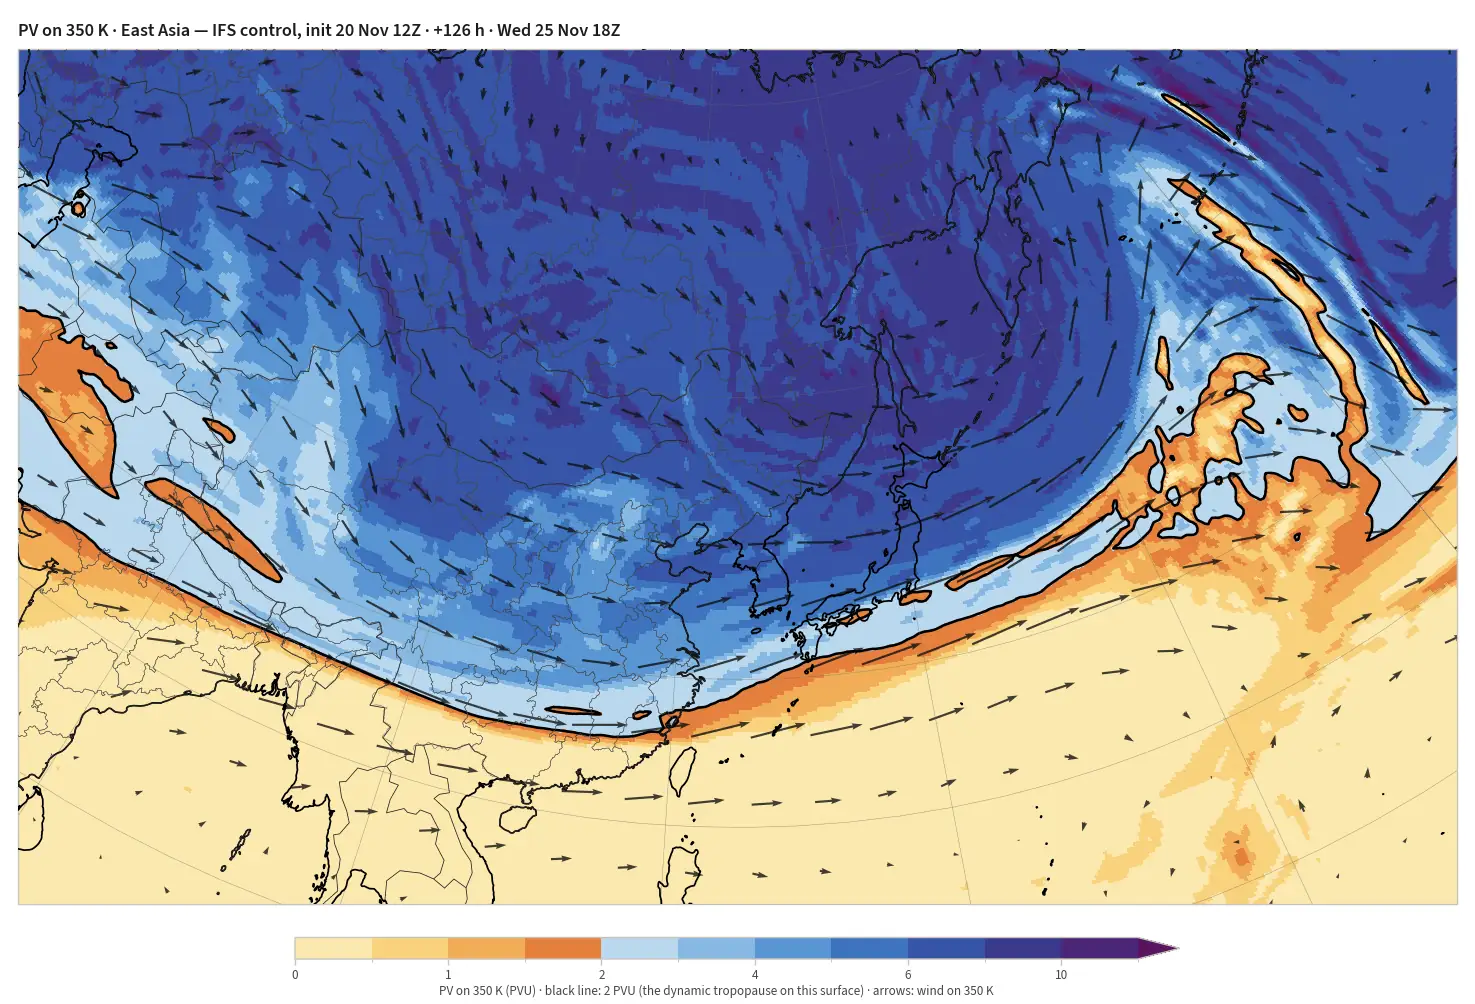 PV on 350 K · East Asia — IFS control, init 20 Nov 12Z · +126 h · Wed 25 Nov 18Z
0 1 2 4 6 10
PV on 350 K (PVU) · black line: 2 PVU (the dynamic tropopause on this surface) · arrows: wind on 350 K